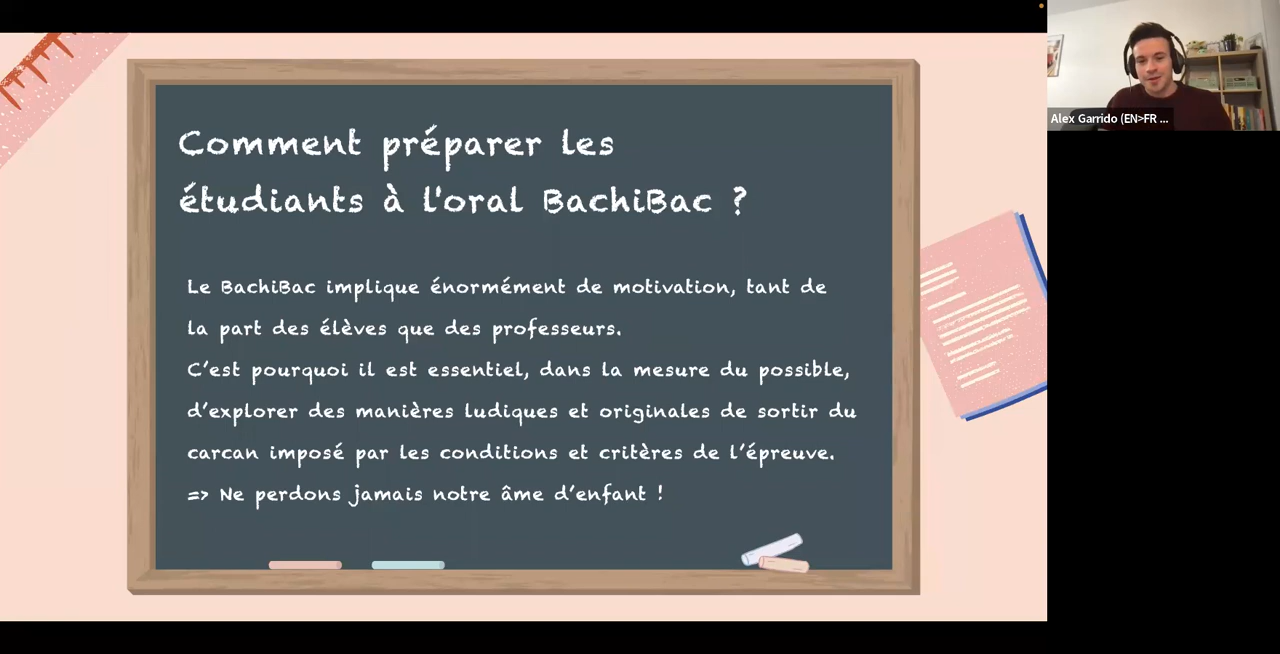 Comment préparer les
étudiants à l'oral BachiBac ?
Le BachiBac implique énormément de motivation, tant de
la part des élèves que des professeurs.
C’est pourquoi il est essentiel, dans la mesure du possible,
d’explorer des manières ludiques et originales de sortir du
carcan imposé par les conditions et critères de l’épreuve.
=> Ne perdons jamais notre âme d’enfant !
Alex Garrido (EN>FR ...